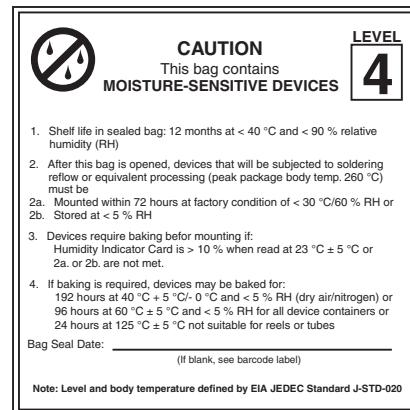 LEVEL
4
CAUTION
This bag contains
MOISTURE-SENSITIVE DEVICES
1. Shelf life in sealed bag: 12 months at < 40 °C and < 90 % relative
humidity (RH)
2. After this bag is opened, devices that will be subjected to soldering
reflow or equivalent processing (peak package body temp. 260 °C)
must be
2a. Mounted within 72 hours at factory condition of < 30 °C/60 % RH or
2b. Stored at < 5 % RH
3. Devices require baking befor mounting if:
Humidity Indicator Card is > 10 % when read at 23 °C ± 5 °C or
2a. or 2b. are not met.
4. If baking is required, devices may be baked for:
192 hours at 40 °C + 5 °C/- 0 °C and < 5 % RH (dry air/nitrogen) or
96 hours at 60 °C ± 5 °C and < 5 % RH for all device containers or
24 hours at 125 °C ± 5 °C not suitable for reels or tubes
Bag Seal Date:
(If blank, see barcode label)
Note: Level and body temperature defined by EIA JEDEC Standard J-STD-020